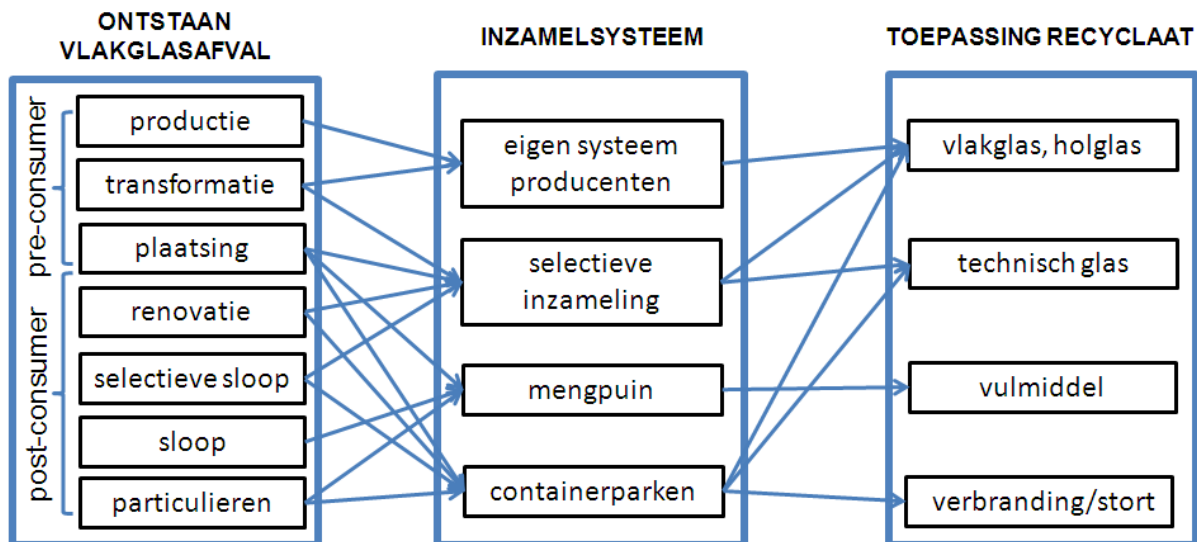 ONTSTAAN
VLAKGLASAFVAL
pre-consumer
productie
transformatie
plaatsing
post-consumer
renovatie
selectieve sloop
sloop
particulieren
INZAMELSYSTEEM
eigen systeem
producenten
selectieve
inzameling
mengpuin
containerparken
TOEPASSING RECYCLAAT
vlakglas, holglas
technisch glas
vulmiddel
verbranding/stort